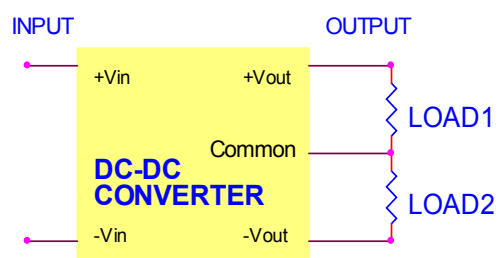 INPUT
OUTPUT
+Vin
+Vout
LOAD1
Common
DC-DC
CONVERTER
LOAD2
-Vin
-Vout